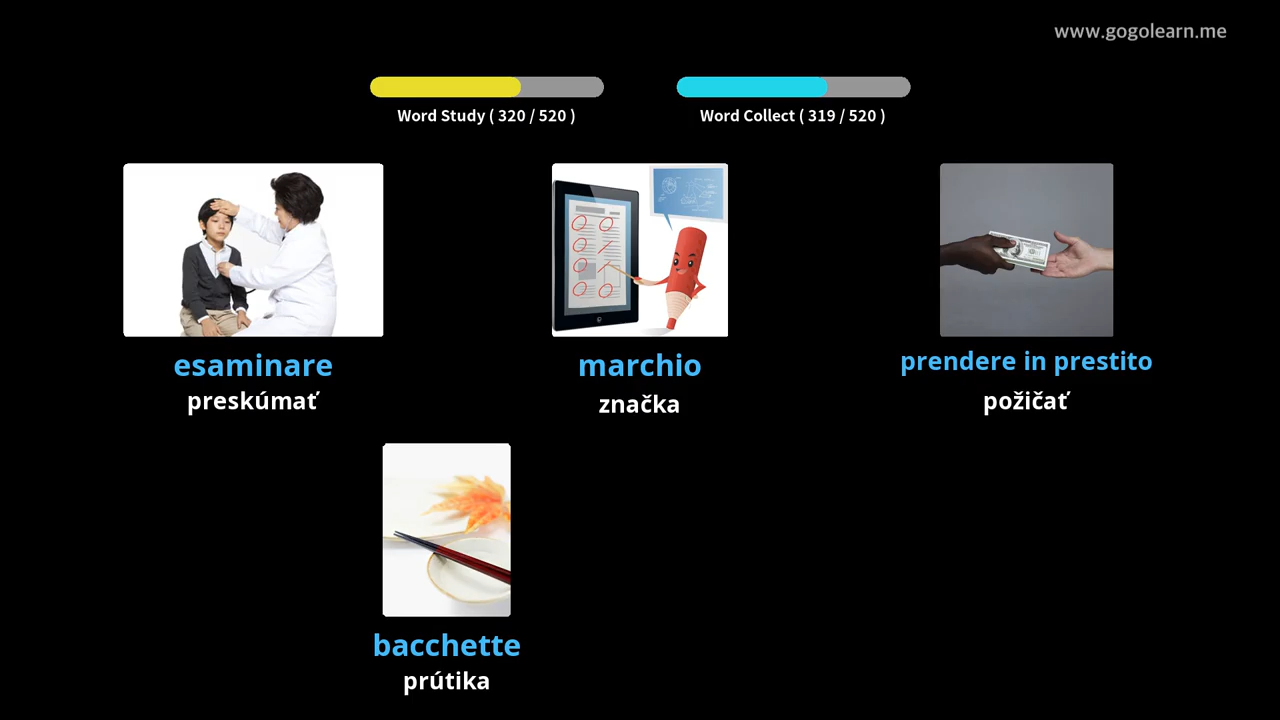 www.gogolearn.me
Word Study ( 320 / 520 )
Word Collect ( 319 / 520 )
esaminare
preskúmať
marchio
značka
prendere in prestito
požičať
bacchette
prútika